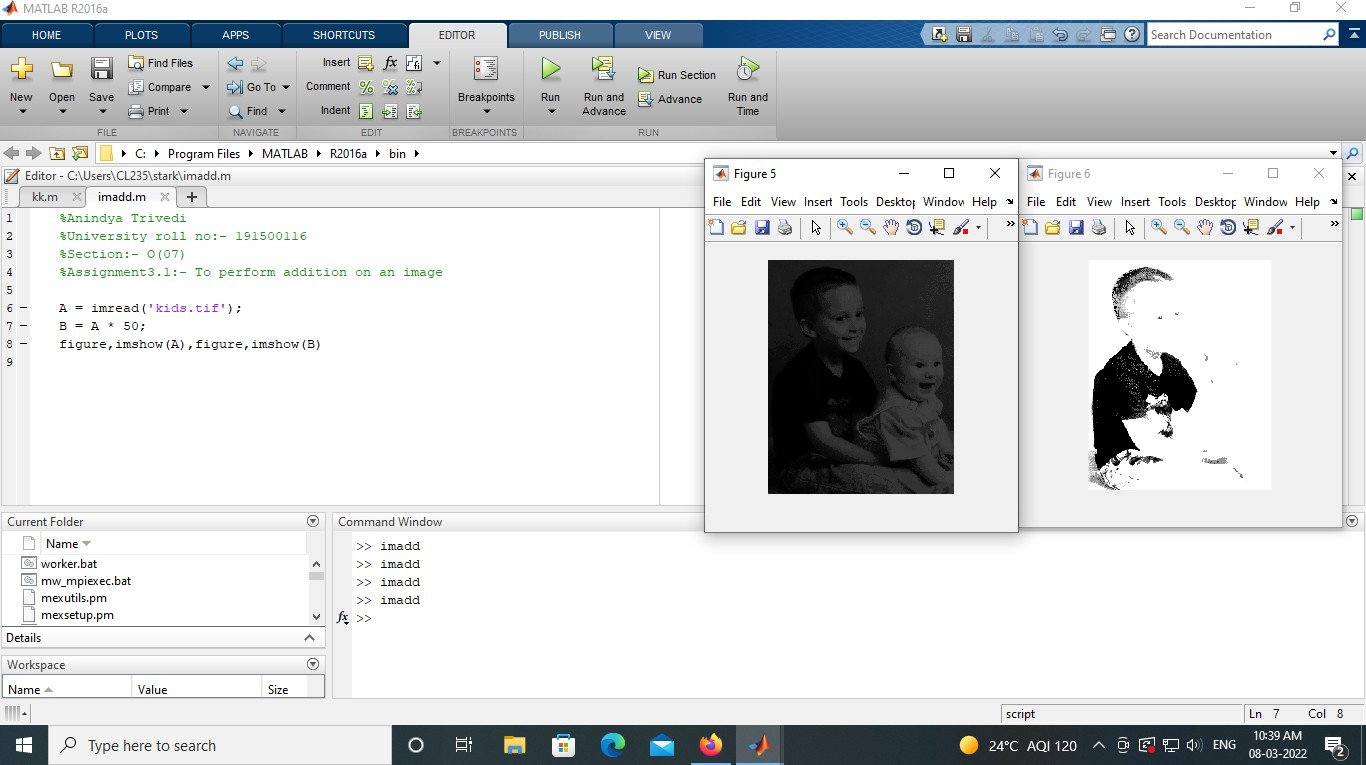 MATLAB R2016a
HOME PLOTS APPS SHORTCUTS EDITOR PUBLISH VIEW Search Documentation
New Open Save Find Files Compare Print
FILE
Go To Find
NAVIGATE
Insert fx fi
Comment % % %
Indent
EDIT
Breakpoints
BREAKPOINTS
Run Run and Advance Run Section Advance Run and Time
RUN
C: Program Files MATLAB R2016a bin
Editor - C:\Users\CL235\stark\imadd.m
kk.m imadd.m
1 %Anindya Trivedi
2 %University roll no:- 191500116
3 %Section:- O(07)
4 %Assignment3.1:- To perform addition on an image
5
6 A = imread('kids.tif');
7 B = A * 50;
8 figure,imshow(A),figure,imshow(B)
9
Figure 5
File Edit View Insert Tools Desktop Window Help
Figure 6
File Edit View Insert Tools Desktop Window Help
Current Folder
Name
worker.bat
mw_mpiexec.bat
mexutils.pm
mexsetup.pm
Details
Workspace
Name Value Size
Command Window
>> imadd
>> imadd
>> imadd
>> imadd
fx >>
script Ln 7 Col 8
Type here to search
24°C AQI 120 ENG 10:39 AM
08-03-2022
2